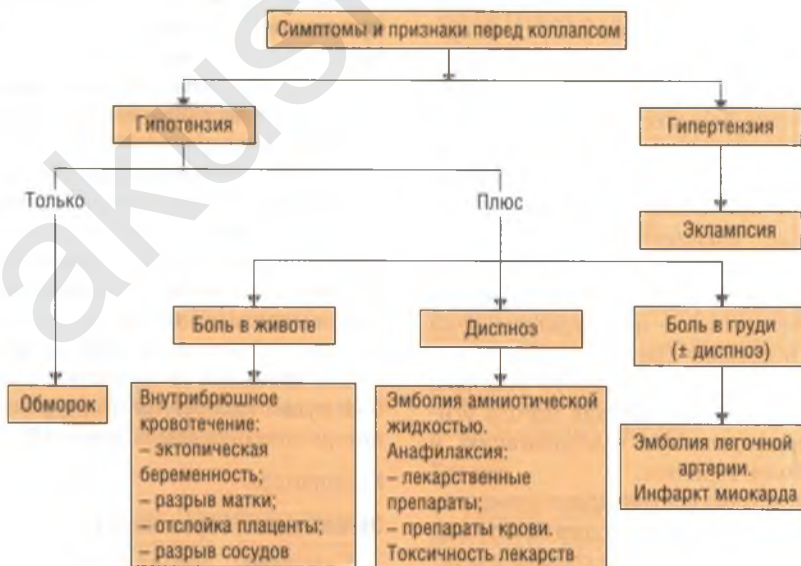 Симптомы и признаки перед коллапсом
Гипотензия
Гипертензия
Только
Плюс
Эклампсия
Боль в животе
Диспноэ
Боль в груди
(± диспноэ)
Обморок
Внутрибрюшное
кровотечение:
– эктопическая
беременность;
– разрыв матки;
– отслойка плаценты;
– разрыв сосудов
Эмболия амниотической
жидкостью.
Анафилаксия:
– лекарственные
препараты;
– препараты крови.
Токсичность лекарств
Эмболия легочной
артерии.
Инфаркт миокарда